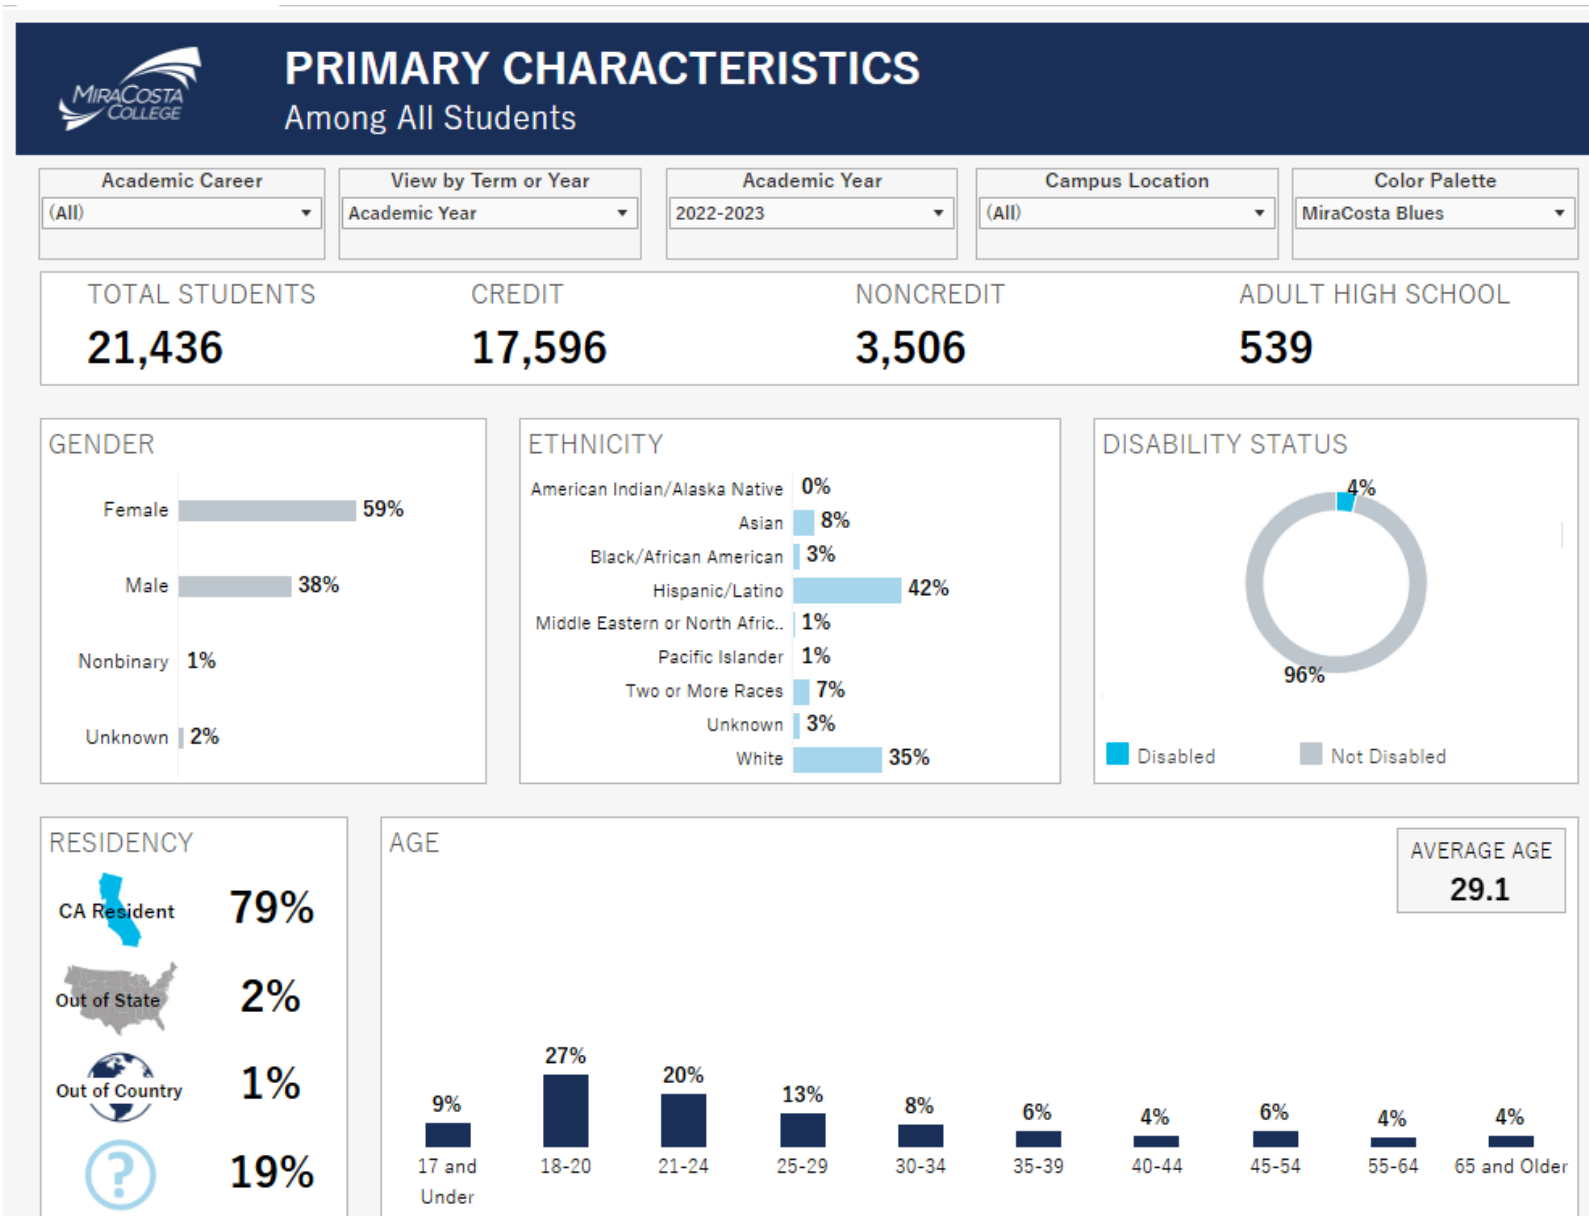 MIRACOSTA
COLLEGE
PRIMARY CHARACTERISTICS
Among All Students
Academic Career
(All)
View by Term or Year
Academic Year
Academic Year
2022-2023
Campus Location
(All)
Color Palette
MiraCosta Blues
TOTAL STUDENTS
21,436
CREDIT
17,596
NONCREDIT
3,506
ADULT HIGH SCHOOL
539
GENDER
Female 59%
Male 38%
Nonbinary 1%
Unknown 2%
ETHNICITY
American Indian/Alaska Native 0%
Asian 8%
Black/African American 3%
Hispanic/Latino 42%
Middle Eastern or North Afric.. 1%
Pacific Islander 1%
Two or More Races 7%
Unknown 3%
White 35%
DISABILITY STATUS
4%
96%
Disabled Not Disabled
RESIDENCY
CA Resident 79%
Out of State 2%
Out of Country 1%
? 19%
AGE
AVERAGE AGE
29.1
9% 27% 20% 13% 8% 6% 4% 6% 4% 4%
17 and 18-20 21-24 25-29 30-34 35-39 40-44 45-54 55-64 65 and Older
Under